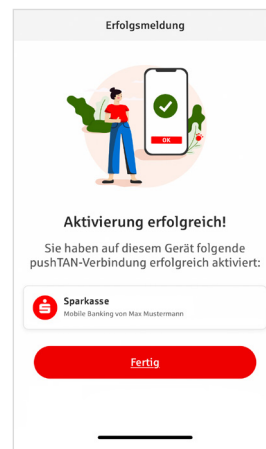 Erfolgsmeldung
OK
Aktivierung erfolgreich!
Sie haben auf diesem Gerät folgende
pushTAN-Verbindung erfolgreich aktiviert:
Sparkasse
Mobile Banking von Max Mustermann
Fertig